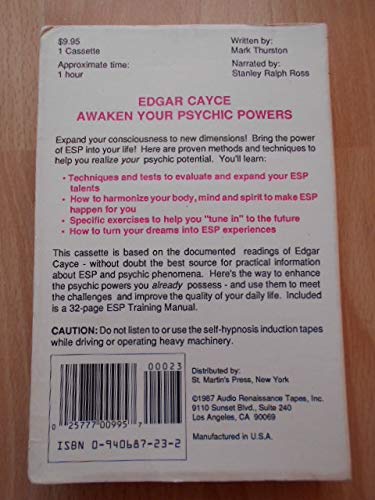 $9.95
1 Cassette
Written by:
Mark Thurston
Approximate time:
1 hour
Narrated by:
Stanley Ralph Ross
EDGAR CAYCE
AWAKEN YOUR PSYCHIC POWERS
Expand your consciousness to new dimensions! Bring the power
of ESP into your life! Here are proven methods and techniques to
help you realize your psychic potential. You'll learn:
• Techniques and tests to evaluate and expand your ESP
talents
• How to harmonize your body, mind and spirit to make ESP
happen for you
• Specific exercises to help you "tune in" to the future
• How to turn your dreams into ESP experiences
This cassette is based on the documented readings of Edgar
Cayce - without doubt the best source for practical information
about ESP and psychic phenomena. Here's the way to enhance
the psychic powers you already possess - and use them to meet
the challenges and improve the quality of your daily life. Included
is a 32-page ESP Training Manual.
CAUTION: Do not listen to or use the self-hypnosis induction tapes
while driving or operating heavy machinery.
00023
0 25777 00995 7
ISBN 0-940687-23-2
Distributed by:
St. Martin's Press, New York
©1987 Audio Renaissance Tapes, Inc.
9110 Sunset Blvd., Suite 240
Los Angeles, CA 90069
Manufactured in U.S.A.